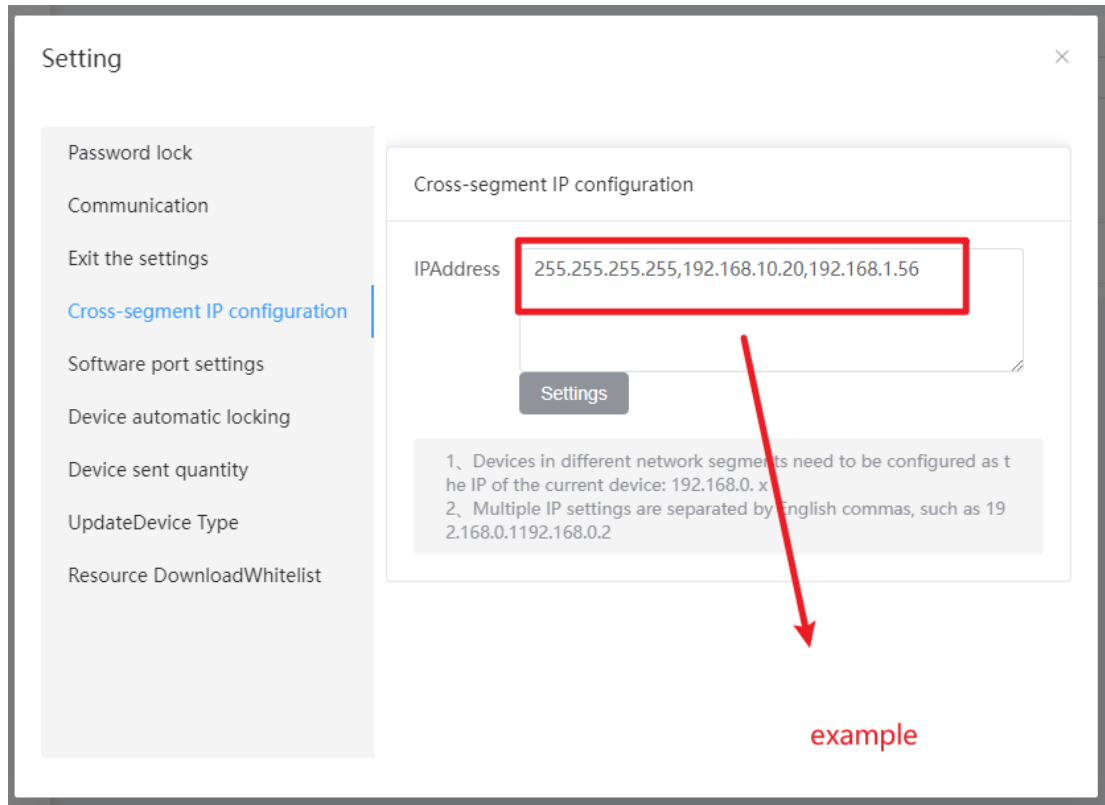 Setting
Password lock
Communication
Exit the settings
Cross-segment IP configuration
Software port settings
Device automatic locking
Device sent quantity
UpdateDevice Type
Resource DownloadWhitelist
Cross-segment IP configuration
IPAddress 255.255.255.255,192.168.10.20,192.168.1.56
Settings
1、Devices in different network segments need to be configured as t
he IP of the current device: 192.168.0. x
2、Multiple IP settings are separated by English commas, such as 19
2.168.0.1192.168.0.2
example